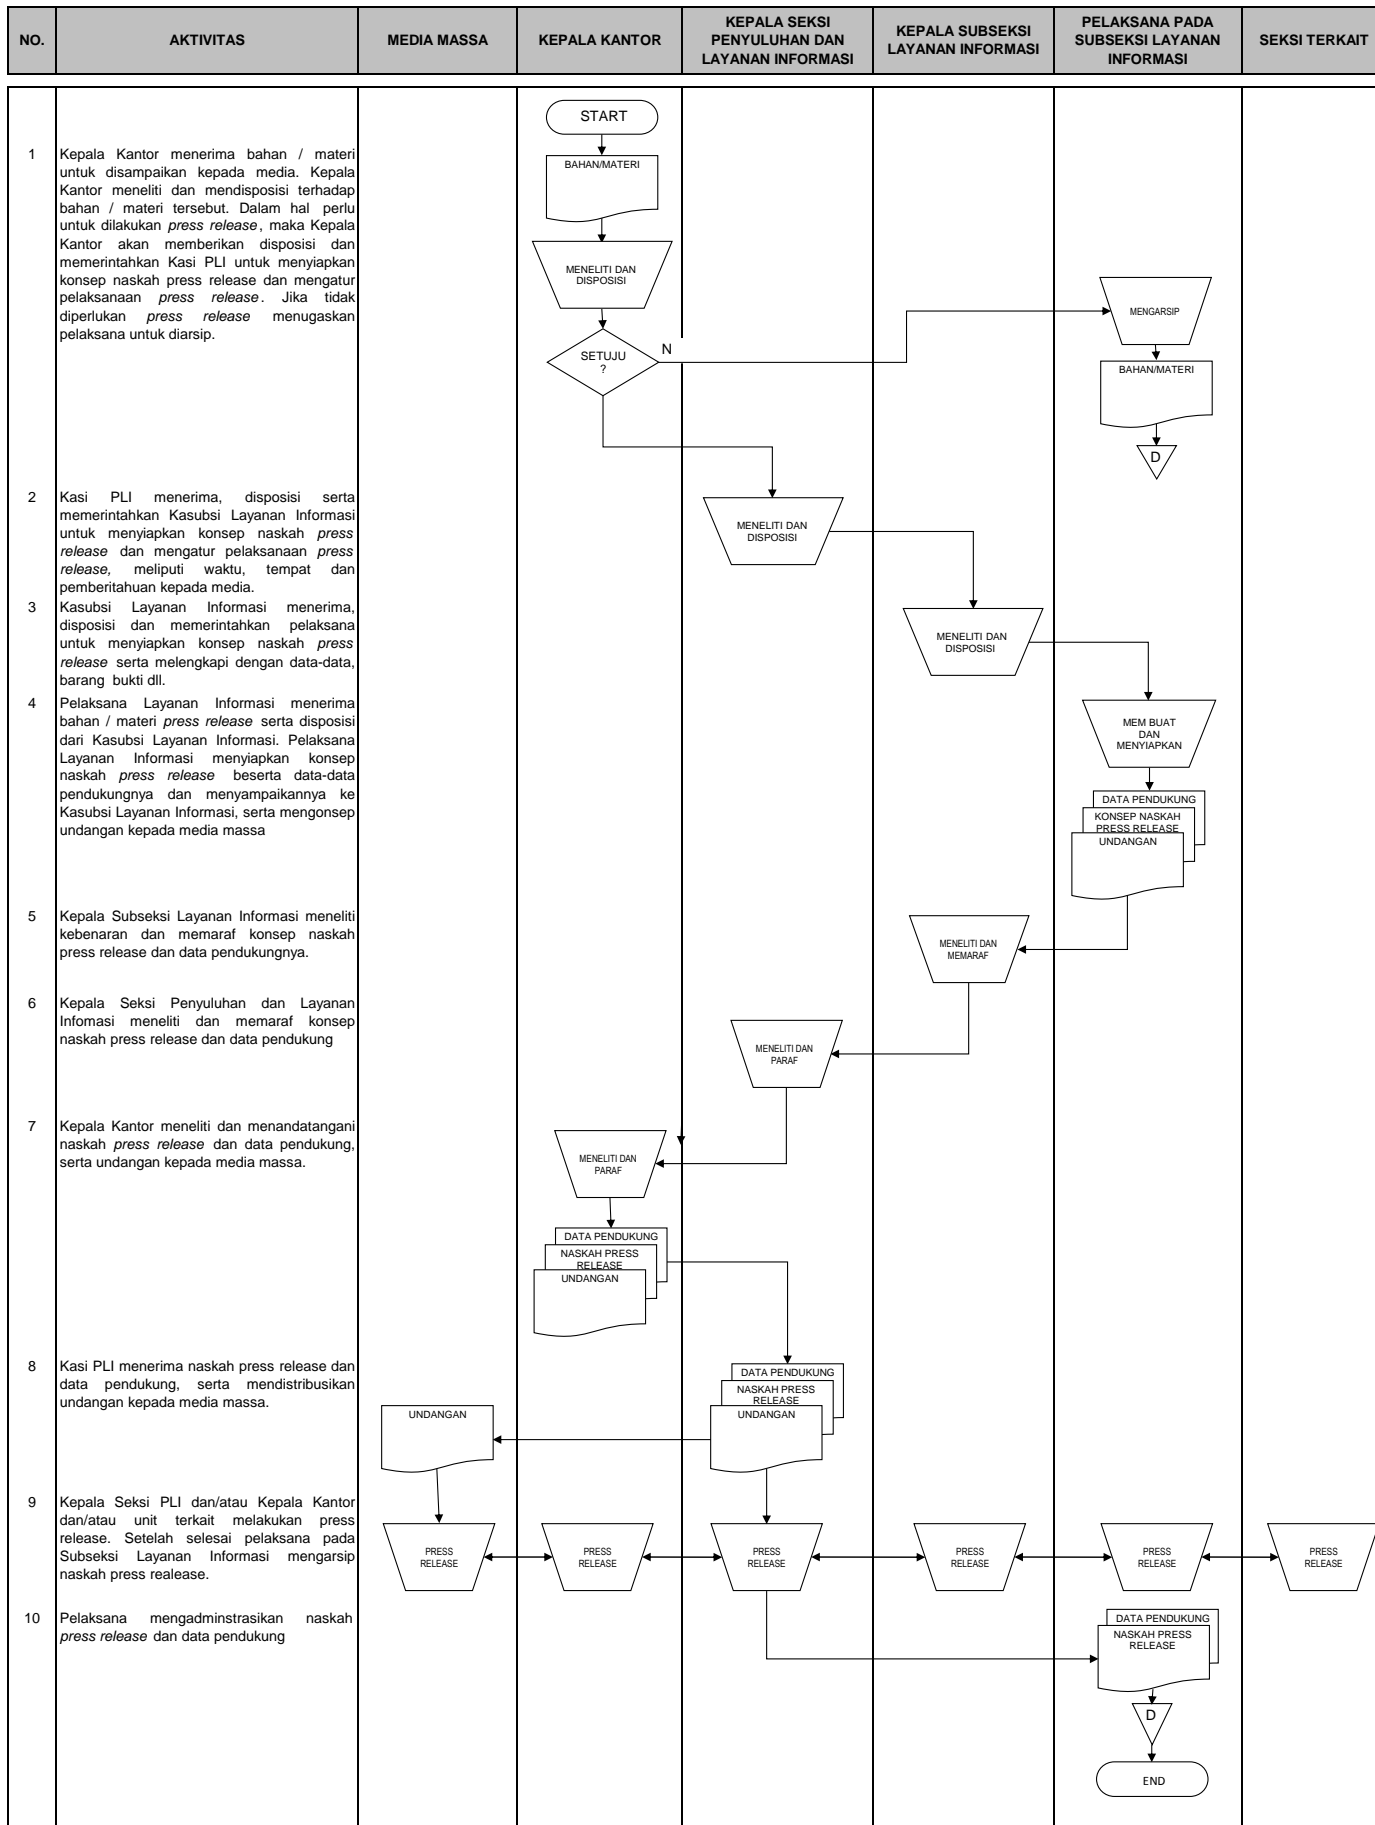 NO.
AKTIVITAS
MEDIA MASSA
KEPALA KANTOR
KEPALA SEKSI
PENYULUHAN DAN
LAYANAN INFORMASI
KEPALA SUBSEKSI
LAYANAN INFORMASI
PELAKSANA PADA
SUBSEKSI LAYANAN
INFORMASI
SEKSI TERKAIT
START
1
Kepala Kantor menerima bahan / materi
untuk disampaikan kepada media. Kepala
Kantor meneliti dan mendisposisi terhadap
bahan / materi tersebut. Dalam hal perlu
untuk dilakukan press release, maka Kepala
Kantor akan memberikan disposisi dan
memerintahkan Kasi PLI untuk menyiapkan
konsep naskah press release dan mengatur
pelaksanaan press release. Jika tidak
diperlukan press release menugaskan
pelaksana untuk diarsip.
BAHAN/MATERI
MENELITI DAN
DISPOSISI
SETUJU
?
N
MENGARSIP
BAHAN/MATERI
D
2
Kasi PLI menerima, disposisi serta
memerintahkan Kasubsi Layanan Informasi
untuk menyiapkan konsep naskah press
release dan mengatur pelaksanaan press
release, meliputi waktu, tempat dan
pemberitahuan kepada media.
MENELITI DAN
DISPOSISI
3
Kasubsi Layanan Informasi menerima,
disposisi dan memerintahkan pelaksana
untuk menyiapkan konsep naskah press
release serta melengkapi dengan data-data,
barang bukti dll.
MENELITI DAN
DISPOSISI
4
Pelaksana Layanan Informasi menerima
bahan / materi press release serta disposisi
dari Kasubsi Layanan Informasi. Pelaksana
Layanan Informasi menyiapkan konsep
naskah press release beserta data-data
pendukungnya dan menyampaikannya ke
Kasubsi Layanan Informasi, serta mengonsep
undangan kepada media massa
MEM BUAT
DAN
MENYIAPKAN
DATA PENDUKUNG
KONSEP NASKAH
PRESS RELEASE
UNDANGAN
5
Kepala Subseksi Layanan Informasi meneliti
kebenaran dan memaraf konsep naskah
press release dan data pendukungnya.
MENELITI DAN
MEMARAF
6
Kepala Seksi Penyuluhan dan Layanan
Infomasi meneliti dan memaraf konsep
naskah press release dan data pendukung
MENELITI DAN
PARAF
7
Kepala Kantor meneliti dan menandatangani
naskah press release dan data pendukung,
serta undangan kepada media massa.
MENELITI DAN
PARAF
DATA PENDUKUNG
NASKAH PRESS
RELEASE
UNDANGAN
8
Kasi PLI menerima naskah press release dan
data pendukung, serta mendistribusikan
undangan kepada media massa.
UNDANGAN
DATA PENDUKUNG
NASKAH PRESS
RELEASE
UNDANGAN
9
Kepala Seksi PLI dan/atau Kepala Kantor
dan/atau unit terkait melakukan press
release. Setelah selesai pelaksana pada
Subseksi Layanan Informasi mengarsip
naskah press realease.
PRESS
RELEASE
PRESS
RELEASE
PRESS
RELEASE
PRESS
RELEASE
PRESS
RELEASE
PRESS
RELEASE
10
Pelaksana mengadminstrasikan naskah
press release dan data pendukung
DATA PENDUKUNG
NASKAH PRESS
RELEASE
D
END